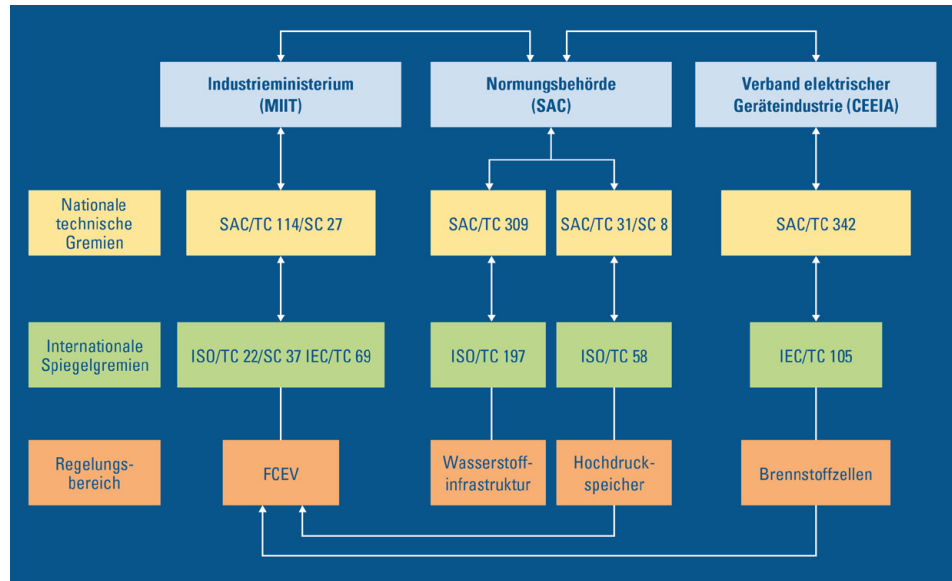 Industrieministerium
(MIIT)
Normungsbehörde
(SAC)
Verband elektrischer
Geräteindustrie (CEEIA)
Nationale
technische
Gremien
SAC/TC 114/SC 27
SAC/TC 309
SAC/TC 31/SC 8
SAC/TC 342
Internationale
Spiegelgremien
ISO/TC 22/SC 37 IEC/TC 69
ISO/TC 197
ISO/TC 58
IEC/TC 105
Regelungs-
bereich
FCEV
Wasserstoff-
infrastruktur
Hochdruck-
speicher
Brennstoffzellen